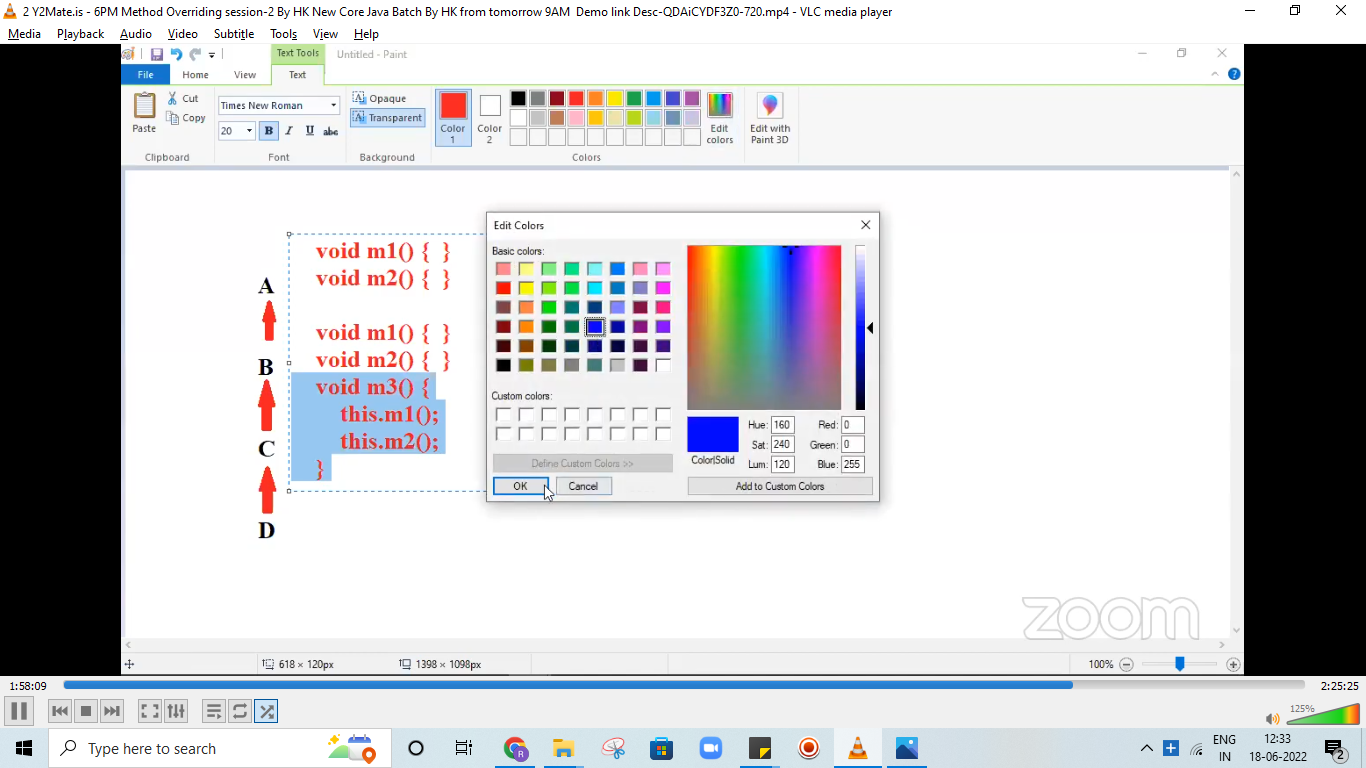 2 Y2Mate.is - 6PM Method Overriding session-2 By HK New Core Java Batch By HK from tomorrow 9AM  Demo link Desc-QDAiCYDF3Z0-720.mp4 - VLC media player
Media Playback Audio Video Subtitle Tools View Help
Text Tools Untitled - Paint
File Home View Text
Cut
Copy
Paste
Clipboard
Times New Roman
20 B I U abc
Font
Opaque
Transparent
Background
Color 1
Color 2
Edit colors
Colors
Edit with Paint 3D
void m1() { }
void m2() { }
A
void m1() { }
void m2() { }
B
void m3() {
this.m1();
this.m2();
C
}
D
Edit Colors
Basic colors:
Custom colors:
Define Custom Colors >>
OK Cancel
Color|Solid
Hue: 160 Red: 0
Sat: 240 Green: 0
Lum: 120 Blue: 255
Add to Custom Colors
zoom
618 × 120px 1398 × 1098px 100%
1:58:09 2:25:25
125%
Type here to search
R
ENG
IN
12:33
18-06-2022
2